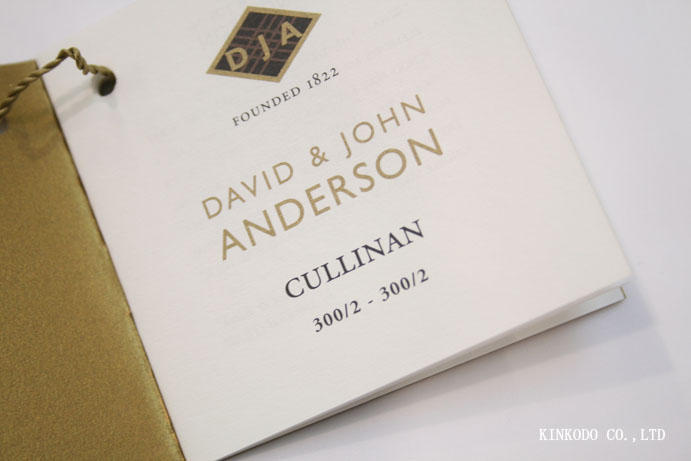 DJA
FOUNDED 1822
DAVID & JOHN
ANDERSON
CULLINAN
300/2 - 300/2
KINKODO CO.,LTD